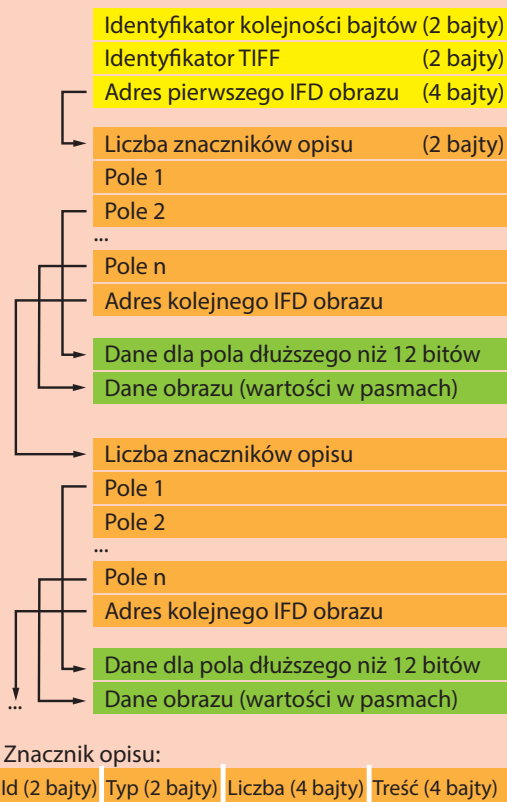 Identyfikator kolejności bajtów (2 bajty)
Identyfikator TIFF (2 bajty)
Adres pierwszego IFD obrazu (4 bajty)
Liczba znaczników opisu (2 bajty)
Pole 1
Pole 2
...
Pole n
Adres kolejnego IFD obrazu
Dane dla pola dłuższego niż 12 bitów
Dane obrazu (wartości w pasmach)
Liczba znaczników opisu
Pole 1
Pole 2
...
Pole n
Adres kolejnego IFD obrazu
Dane dla pola dłuższego niż 12 bitów
Dane obrazu (wartości w pasmach)
...
Znacznik opisu:
Id (2 bajty) Typ (2 bajty) Liczba (4 bajty) Treść (4 bajty)